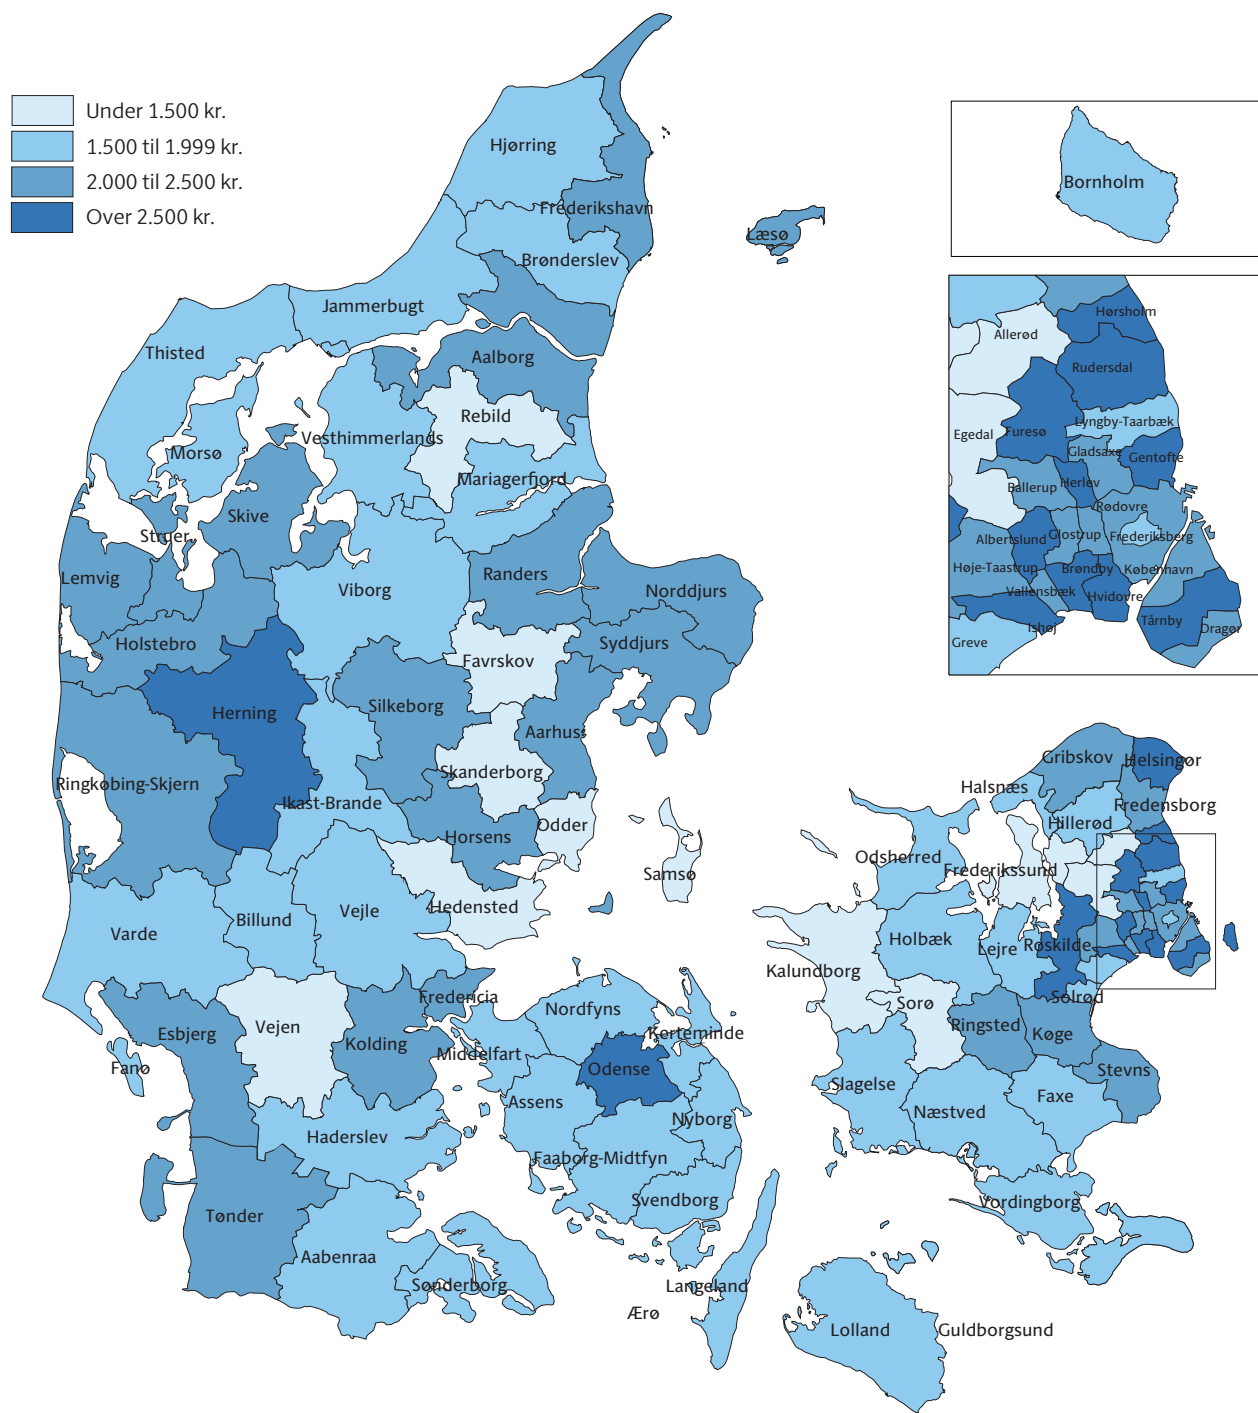 Under 1.500 kr.
1.500 til 1.999 kr.
2.000 til 2.500 kr.
Over 2.500 kr.
Hjørring
Frederikshavn
Læsø
Brønderslev
Jammerbugt
Thisted
Aalborg
Rebild
Vesthimmerlands
Morsø
Mariagerfjord
Skive
Struer
Lemvig
Randers
Norddjurs
Viborg
Holstebro
Favrskov
Syddjurs
Herning
Silkeborg
Aarhus
Skanderborg
Ringkøbing-Skjern
Ikast-Brande
Odder
Horsens
Samsø
Hedensted
Billund
Vejle
Varde
Fredericia
Vejen
Kolding
Esbjerg
Fanø
Nordfyns
Kerteminde
Middelfart
Odense
Assens
Nyborg
Haderslev
Faaborg-Midtfyn
Svendborg
Tønder
Aabenraa
Sønderborg
Langeland
Ærø
Bornholm
Hørsholm
Allerød
Rudersdal
Lyngby-Taarbæk
Egedal
Furesø
Gladsaxe
Gentofte
Ballerup
Herlev
Rødovre
Albertslund
Glostrup
Frederiksberg
Høje-Taastrup
Brøndby
København
Vallensbæk
Hvidovre
Ishøj
Tårnby
Dragør
Greve
Gribskov
Helsingør
Halsnæs
Fredensborg
Hillerød
Odsherred
Frederikssund
Holbæk
Lejre
Roskilde
Kalundborg
Solrød
Sorø
Ringsted
Køge
Stevns
Slagelse
Næstved
Faxe
Vordingborg
Lolland
Guldborgsund